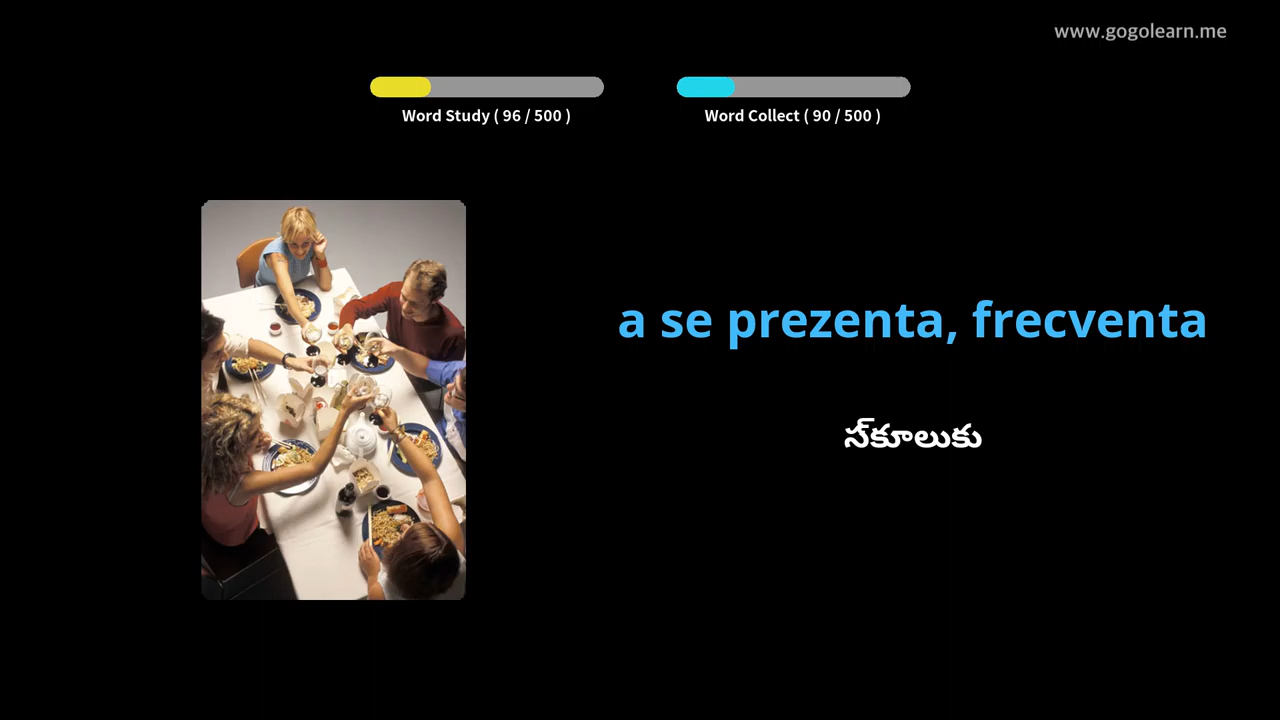 www.gogolearn.me
Word Study ( 96 / 500 )
Word Collect ( 90 / 500 )
a se prezenta, frecventa
స్‌కూలుకు